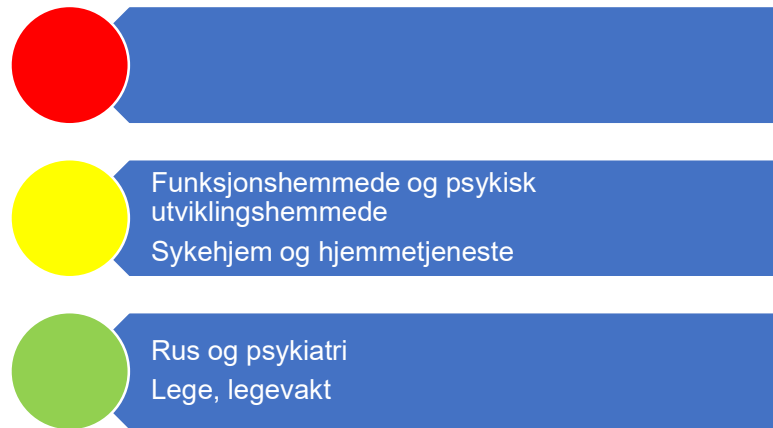 Funksjonshemmede og psykisk
utviklingshemmede
Sykehjem og hjemmetjeneste
Rus og psykiatri
Lege, legevakt